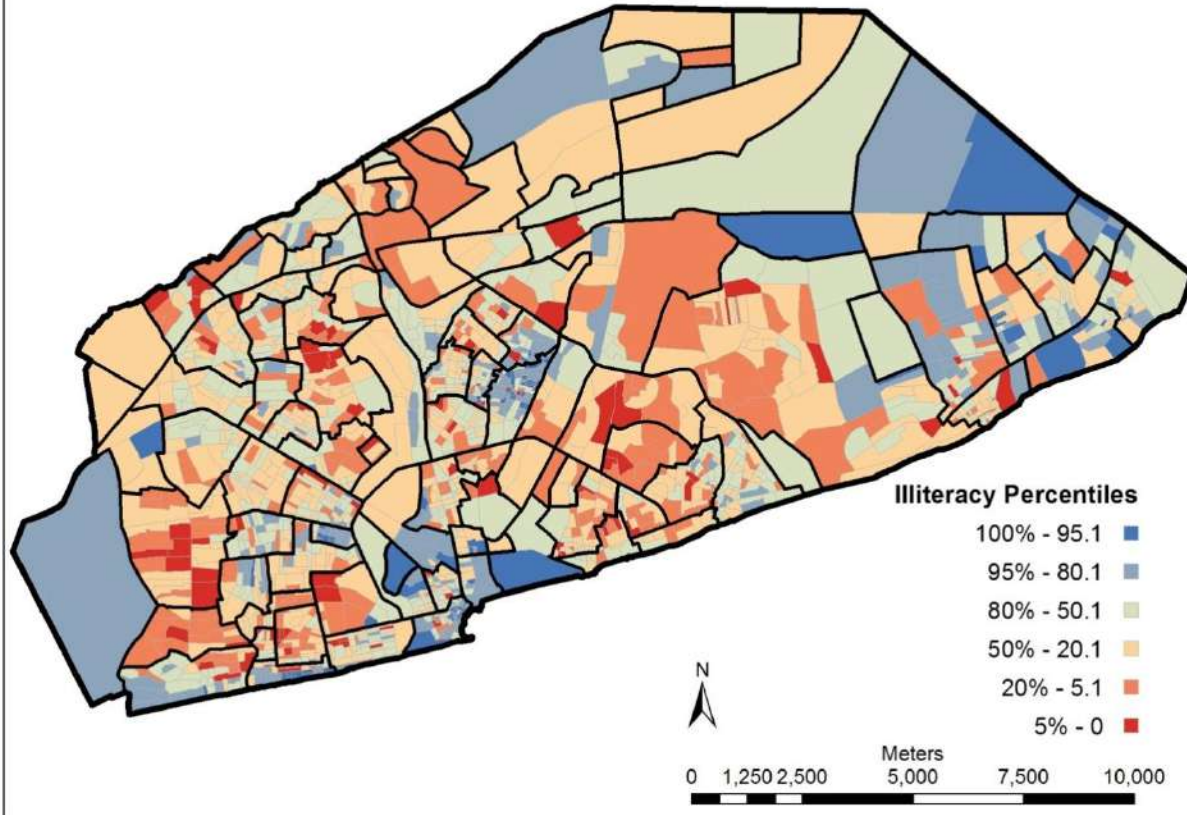 Illiteracy Percentiles
100% - 95.1
95% - 80.1
80% - 50.1
50% - 20.1
20% - 5.1
5% - 0
N
Meters
0 1,250 2,500 5,000 7,500 10,000